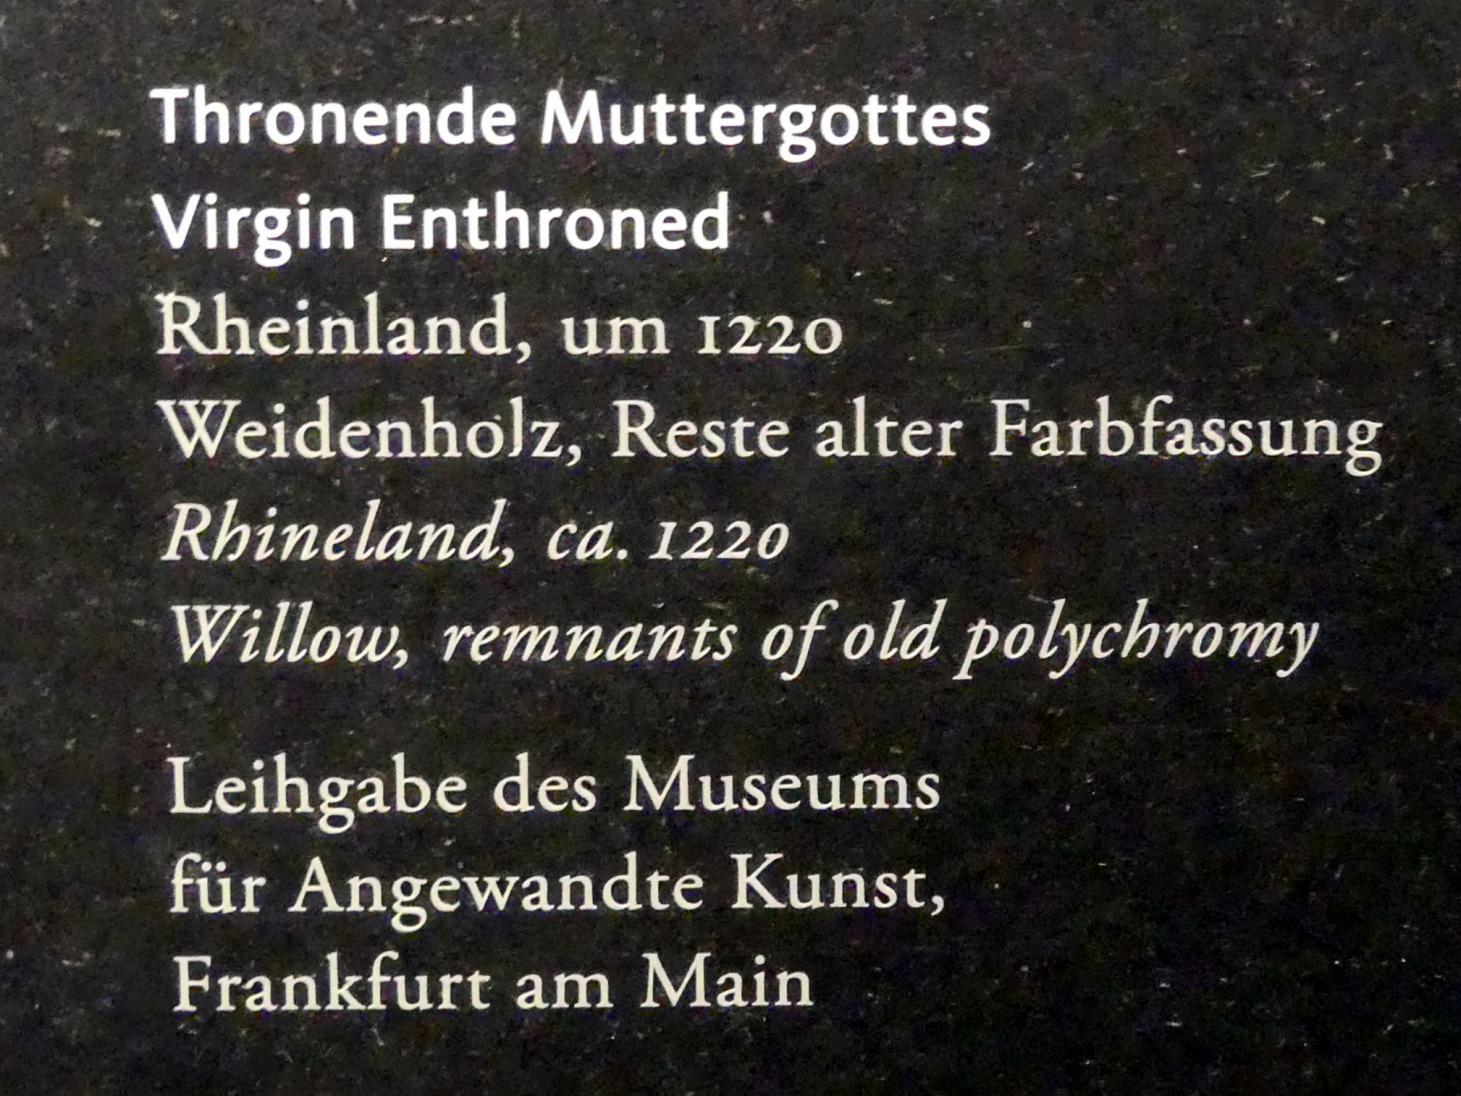 Thronende Muttergottes
Virgin Enthroned
Rheinland, um 1220
Weidenholz, Reste alter Farbfassung
Rhineland, ca. 1220
Willow, remnants of old polychromy
Leihgabe des Museums
für Angewandte Kunst,
Frankfurt am Main